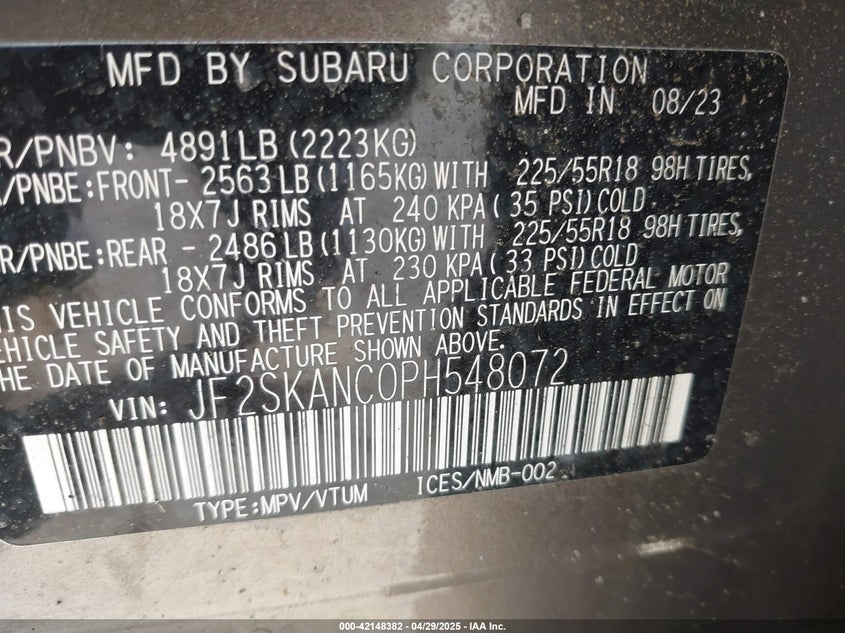 MFD BY SUBARU CORPORATION
MFD IN 08/23
R/PNBV: 4891LB (2223KG)
/PNBE:FRONT- 2563 LB (1165KG) WITH 225/55R18 98H TIRES,
18X7J RIMS AT 240 KPA ( 35 PSI) COLD
R/PNBE:REAR - 2486 LB (1130KG) WITH 225/55R18 98H TIRES,
18X7J RIMS AT 230 KPA ( 33 PSI) COLD
IS VEHICLE CONFORMS TO ALL APPLICABLE FEDERAL MOTOR
EHICLE SAFETY AND THEFT PREVENTION STANDARDS IN EFFECT ON
HE DATE OF MANUFACTURE SHOWN ABOVE.
VIN: JF2SKANC0PH548072
TYPE:MPV/VTUM ICES/NMB-002
000-42148382 | 04/29/2025 - IAA Inc.